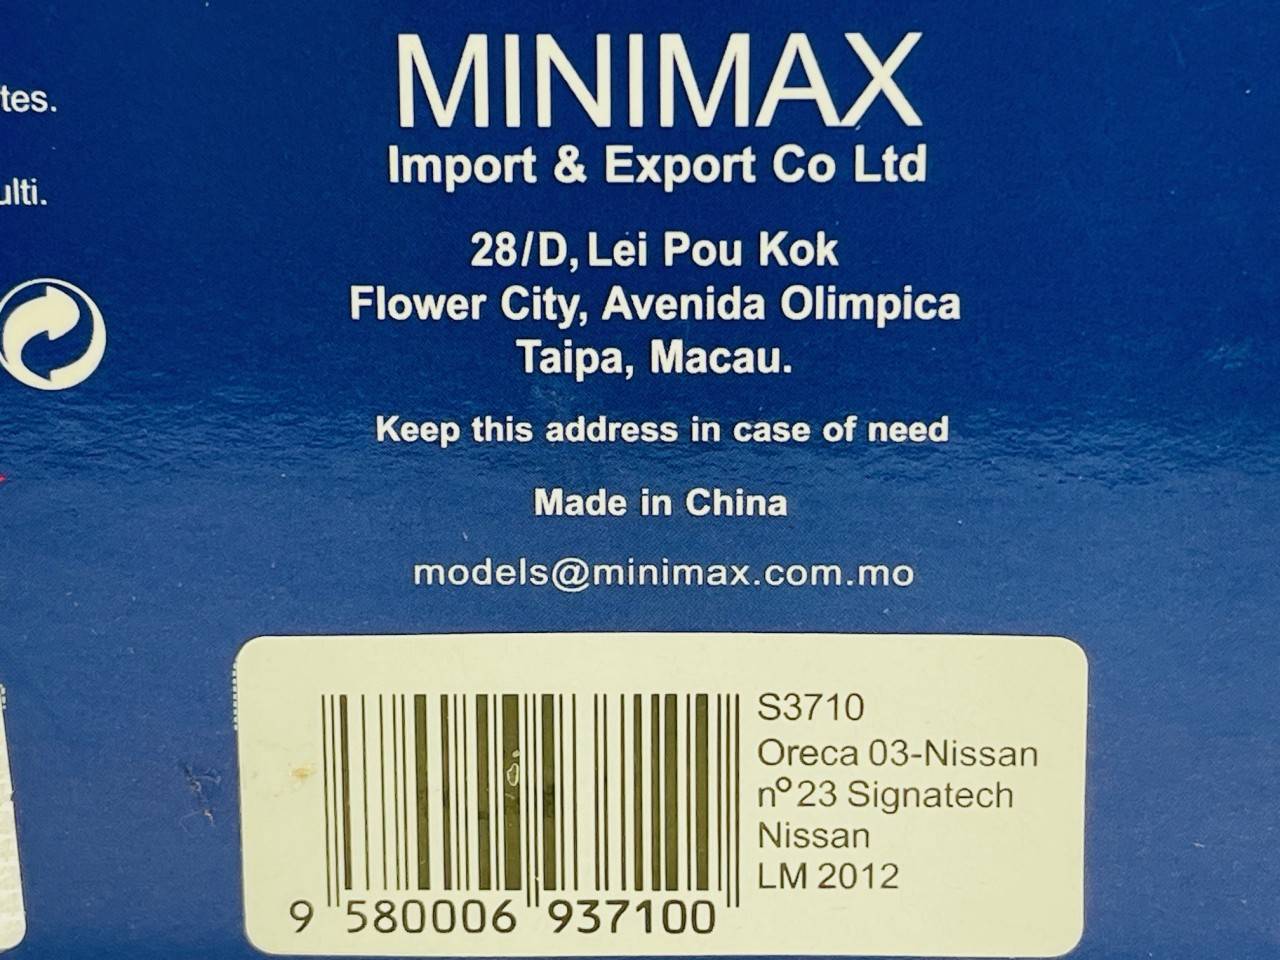 tes.
ulti.
MINIMAX
Import & Export Co Ltd
28/D, Lei Pou Kok
Flower City, Avenida Olimpica
Taipa, Macau.
Keep this address in case of need
Made in China
models@minimax.com.mo
S3710
Oreca 03-Nissan
nº23 Signatech
Nissan
LM 2012
9 580006 937100